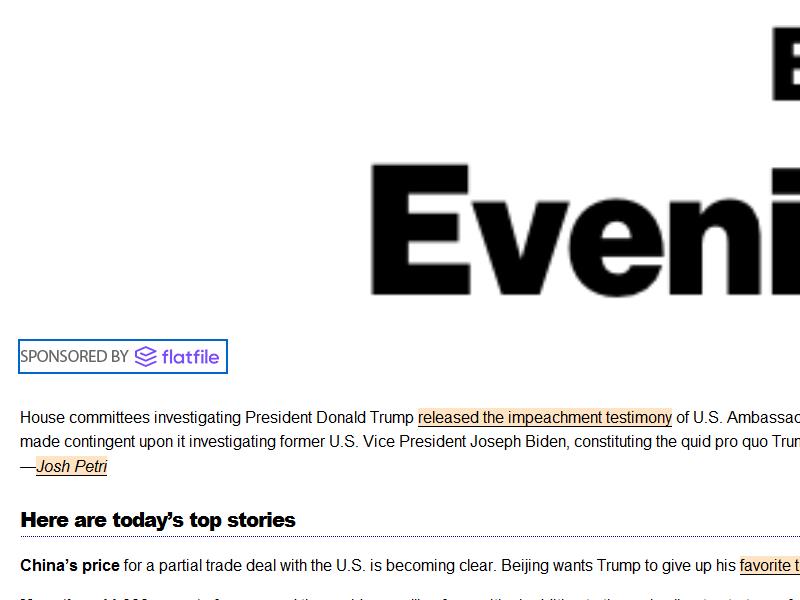 Eveni
SPONSORED BY flatfile
House committees investigating President Donald Trump released the impeachment testimony of U.S.
made contingent upon it investigating former U.S. Vice President Joseph Biden, constituting the quid pro quo
—Josh Petri
Here are today's top stories
China's price for a partial trade deal with the U.S. is becoming clear. Beijing wants Trump to give up his favorite